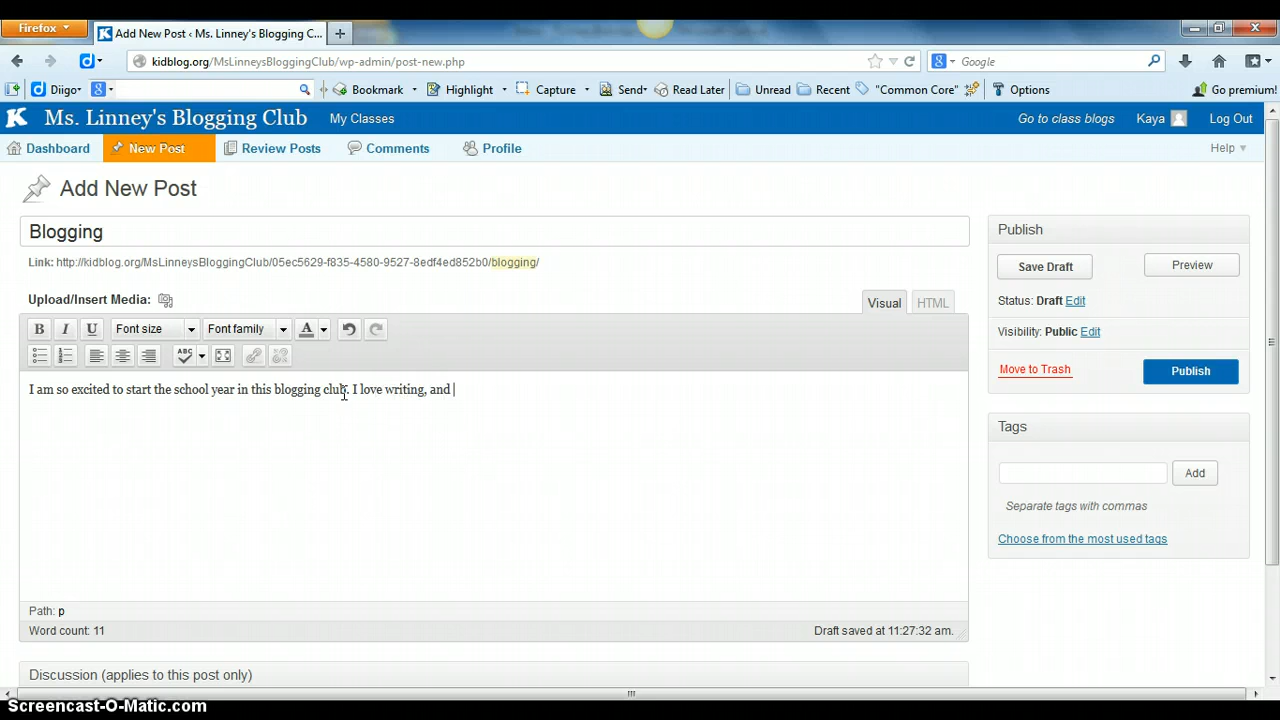 Firefox
Add New Post ‹ Ms. Linney's Blogging C...
kidblog.org/MsLinneysBloggingClub/wp-admin/post-new.php
Google
Diigo
Bookmark
Highlight
Capture
Send
Read Later
Unread
Recent
"Common Core"
Options
Go premium!
Ms. Linney's Blogging Club
My Classes
Go to class blogs
Kaya
Log Out
Dashboard
New Post
Review Posts
Comments
Profile
Help
Add New Post
Blogging
Link: http://kidblog.org/MsLinneysBloggingClub/05ec5629-f835-4580-9527-8edf4ed852b0/blogging/
Upload/Insert Media:
Visual
HTML
B I U Font size Font family A
ABC
I am so excited to start the school year in this blogging club. I love writing, and
Path: p
Word count: 11
Draft saved at 11:27:32 am.
Discussion (applies to this post only)
Publish
Save Draft
Preview
Status: Draft Edit
Visibility: Public Edit
Move to Trash
Publish
Tags
Add
Separate tags with commas
Choose from the most used tags
Screencast-O-Matic.com